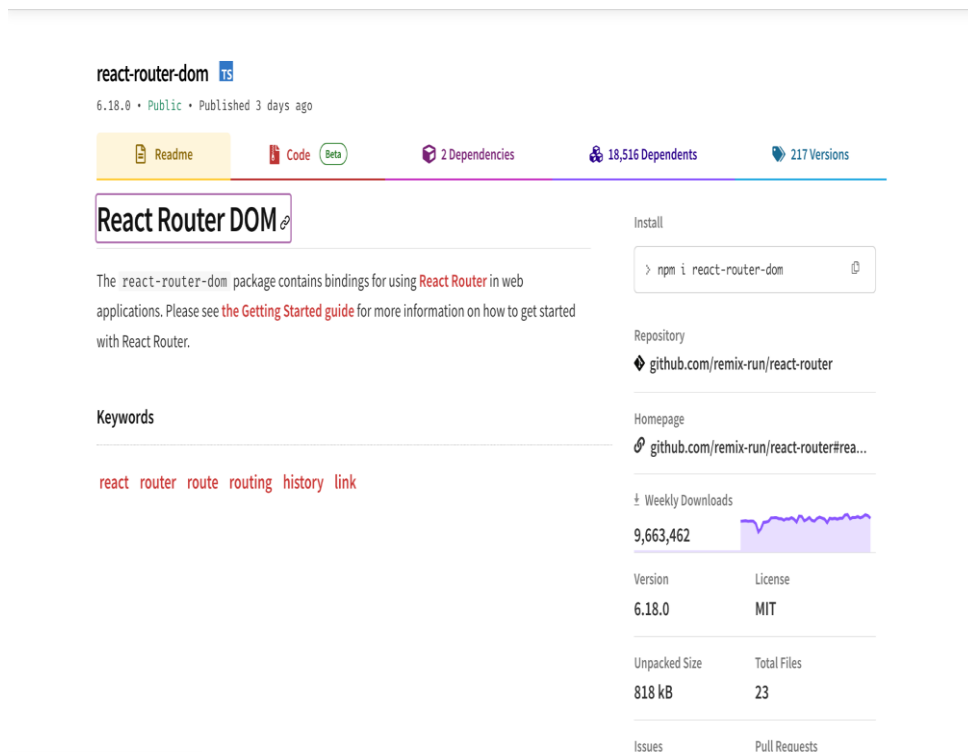 react-router-dom TS
6.18.0 • Public • Published 3 days ago
Readme
Code Beta
2 Dependencies
18,516 Dependents
217 Versions
React Router DOM
The react-router-dom package contains bindings for using React Router in web
applications. Please see the Getting Started guide for more information on how to get started
with React Router.
Keywords
react router route routing history link
Install
> npm i react-router-dom
Repository
github.com/remix-run/react-router
Homepage
github.com/remix-run/react-router#rea...
Weekly Downloads
9,663,462
Version
6.18.0
License
MIT
Unpacked Size
818 kB
Total Files
23
Issues
Pull Requests